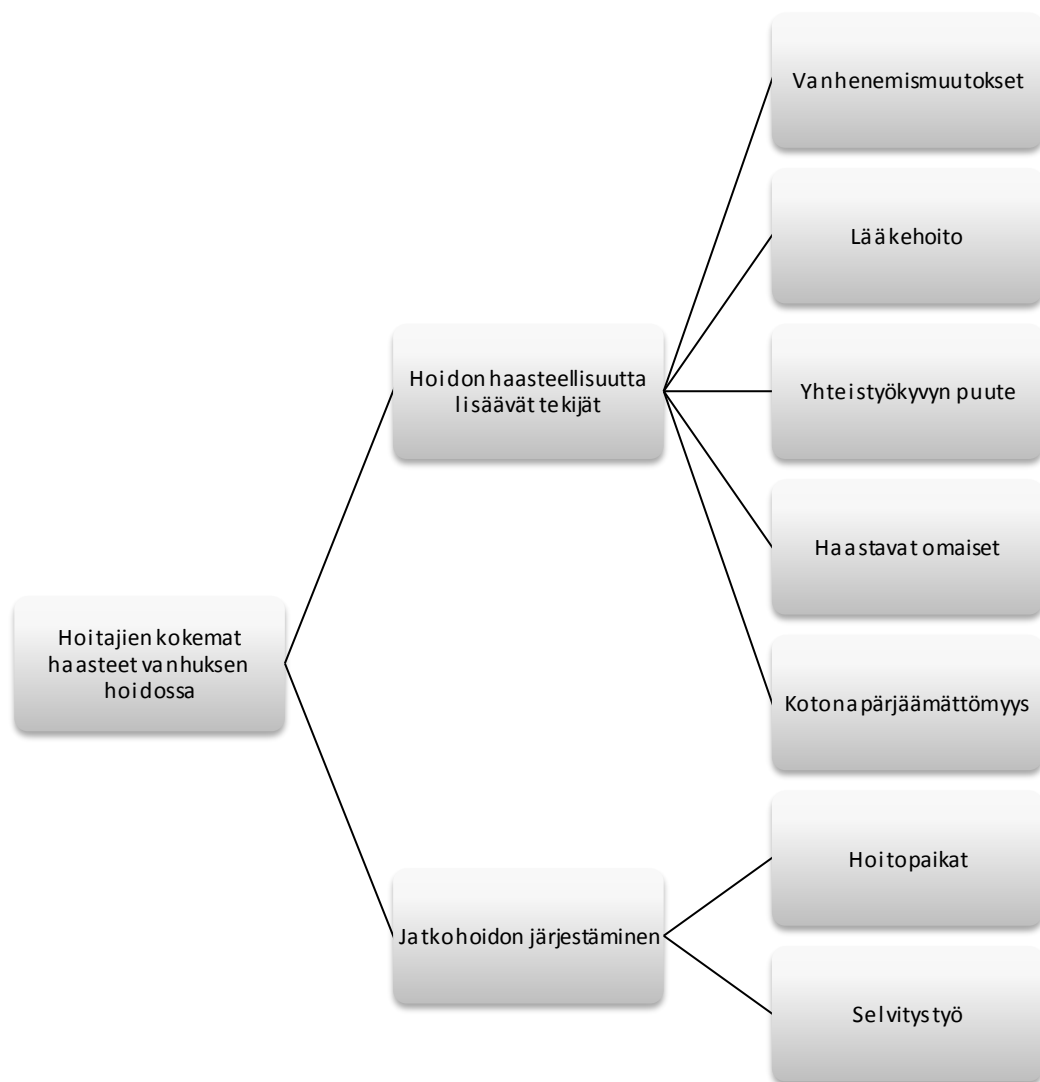 Hoitajien kokemat
haasteet vanhuksen
hoidossa
Hoidon haasteellisuutta
lisäävät tekijät
Vanhenemismuutokset
Lääkehoito
Yhteistyökyvyn puute
Haastavat omaiset
Kotona pärjäämättömyys
Jatkohoidon järjestäminen
Hoitopaikat
Selvitystyö